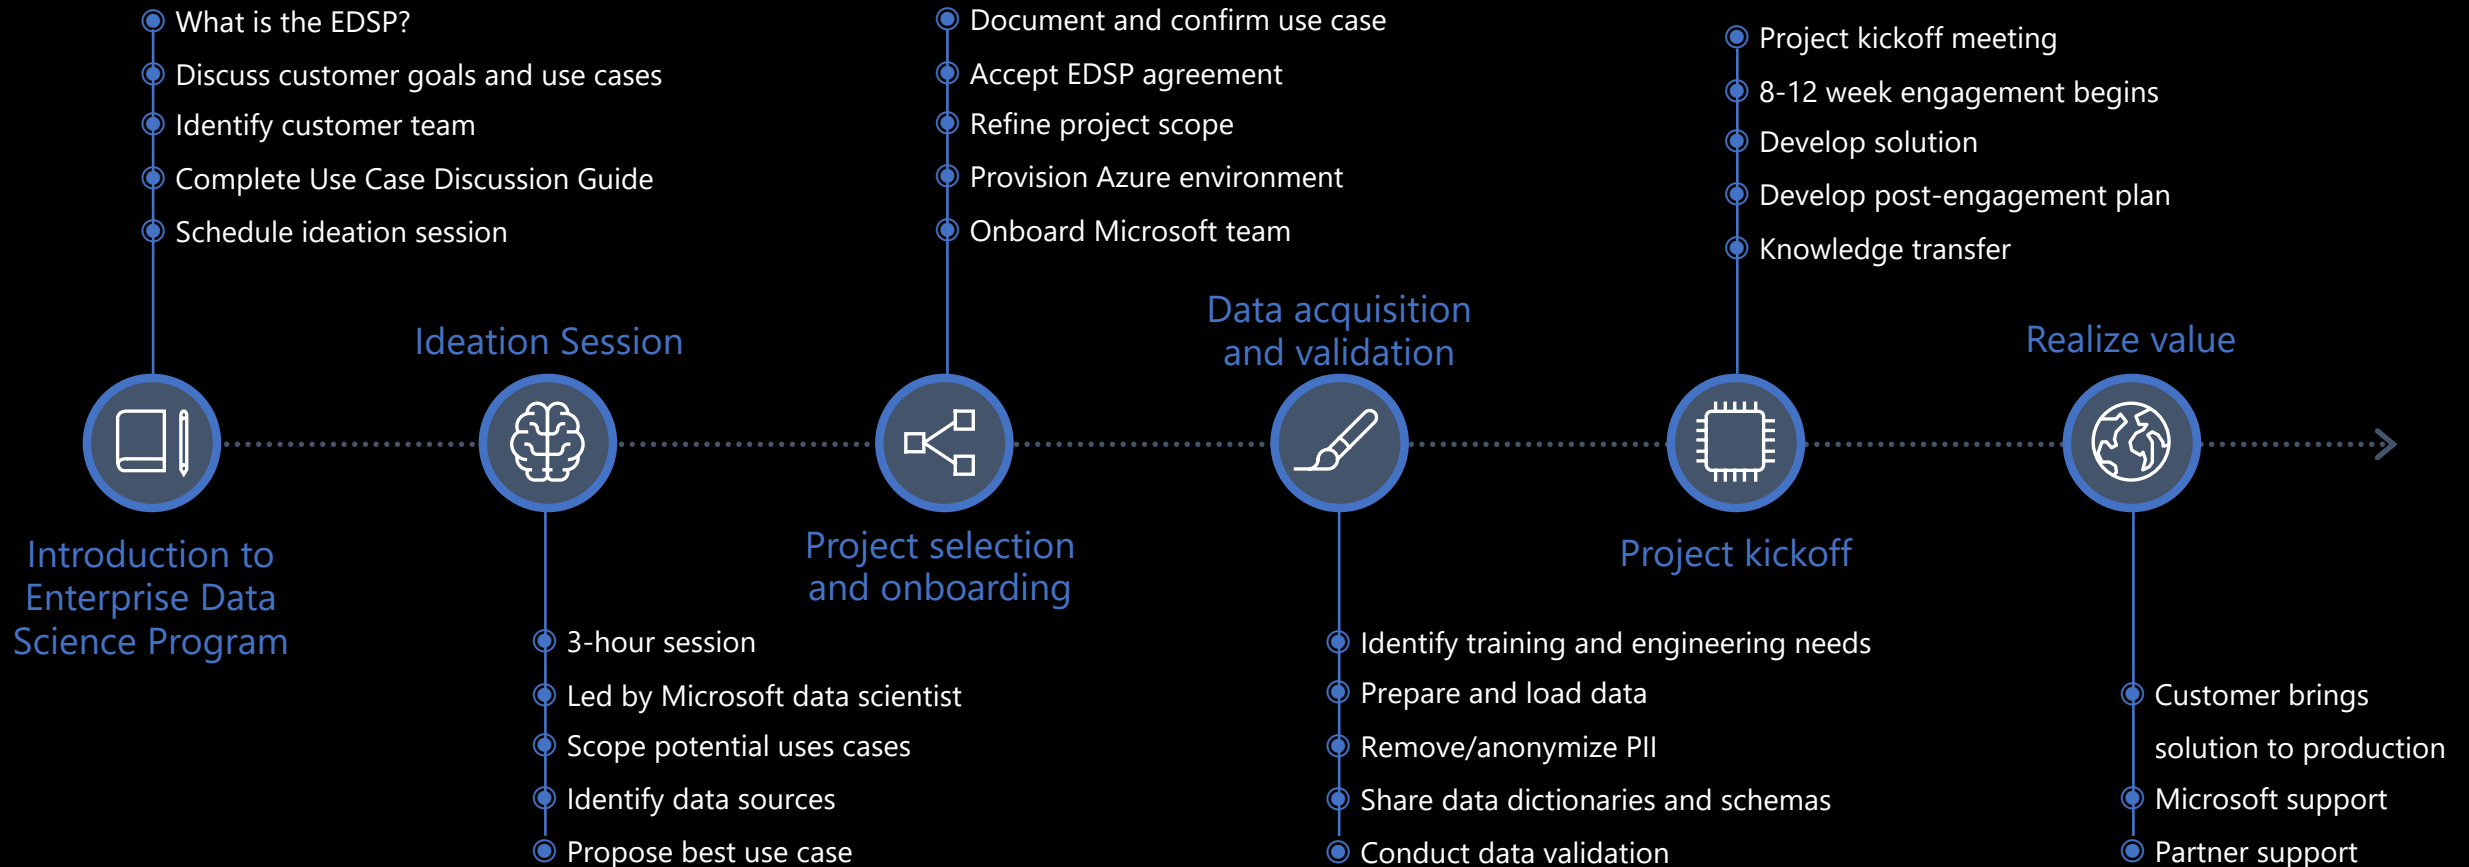 What is the EDSP?
Discuss customer goals and use cases
Identify customer team
Complete Use Case Discussion Guide
Schedule ideation session
Introduction to
Enterprise Data
Science Program
Ideation Session
3-hour session
Led by Microsoft data scientist
Scope potential uses cases
Identify data sources
Propose best use case
Document and confirm use case
Accept EDSP agreement
Refine project scope
Provision Azure environment
Onboard Microsoft team
Project selection
and onboarding
Data acquisition
and validation
Identify training and engineering needs
Prepare and load data
Remove/anonymize PII
Share data dictionaries and schemas
Conduct data validation
Project kickoff meeting
8-12 week engagement begins
Develop solution
Develop post-engagement plan
Knowledge transfer
Project kickoff
Realize value
Customer brings
solution to production
Microsoft support
Partner support